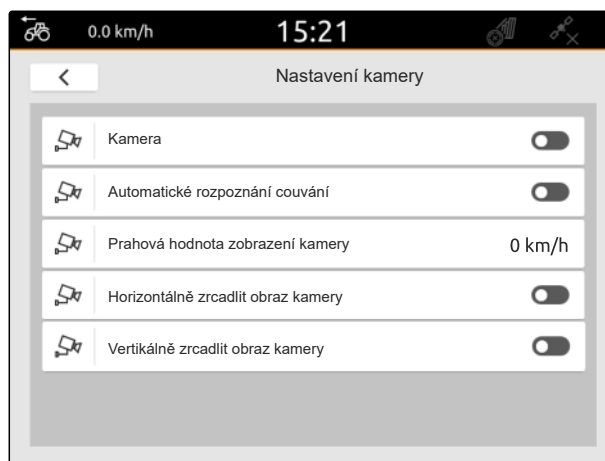 0.0 km/h 15:21
Nastavení kamery
Kamera
Automatické rozpoznání couvání
Prahová hodnota zobrazení kamery 0 km/h
Horizontálně zrcadlit obraz kamery
Vertikálně zrcadlit obraz kamery